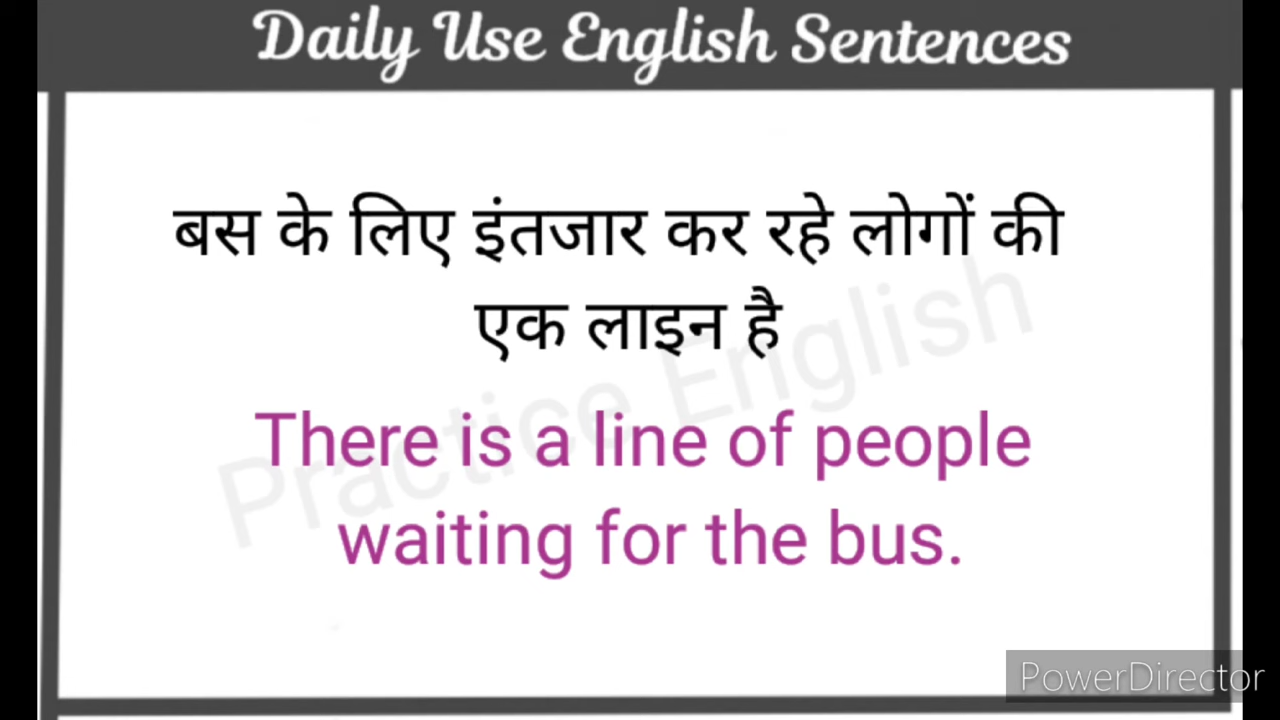 Daily Use English Sentences
बस के लिए इंतजार कर रहे लोगों की
एक लाइन है
There is a line of people
waiting for the bus.
Practice English
PowerDirector